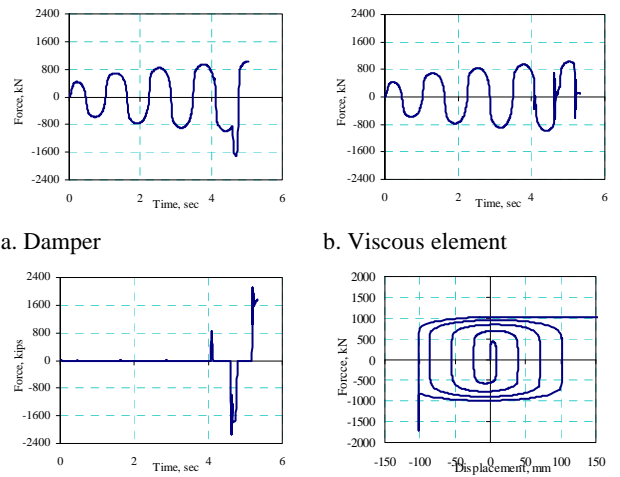 2400
1600
800
0
-800
-1600
-2400
Force, kN
0 2 4 6
Time, sec
2400
1600
800
0
-800
-1600
-2400
Force, kN
0 2 4 6
Time, sec
a. Damper
b. Viscous element
2400
1600
800
0
-800
-1600
-2400
Force, kips
0 2 4 6
Time, sec
2000
1500
1000
500
0
-500
-1000
-1500
-2000
Forcce, kN
-150 -100 -50 0 50 100 150
Displacement, mm